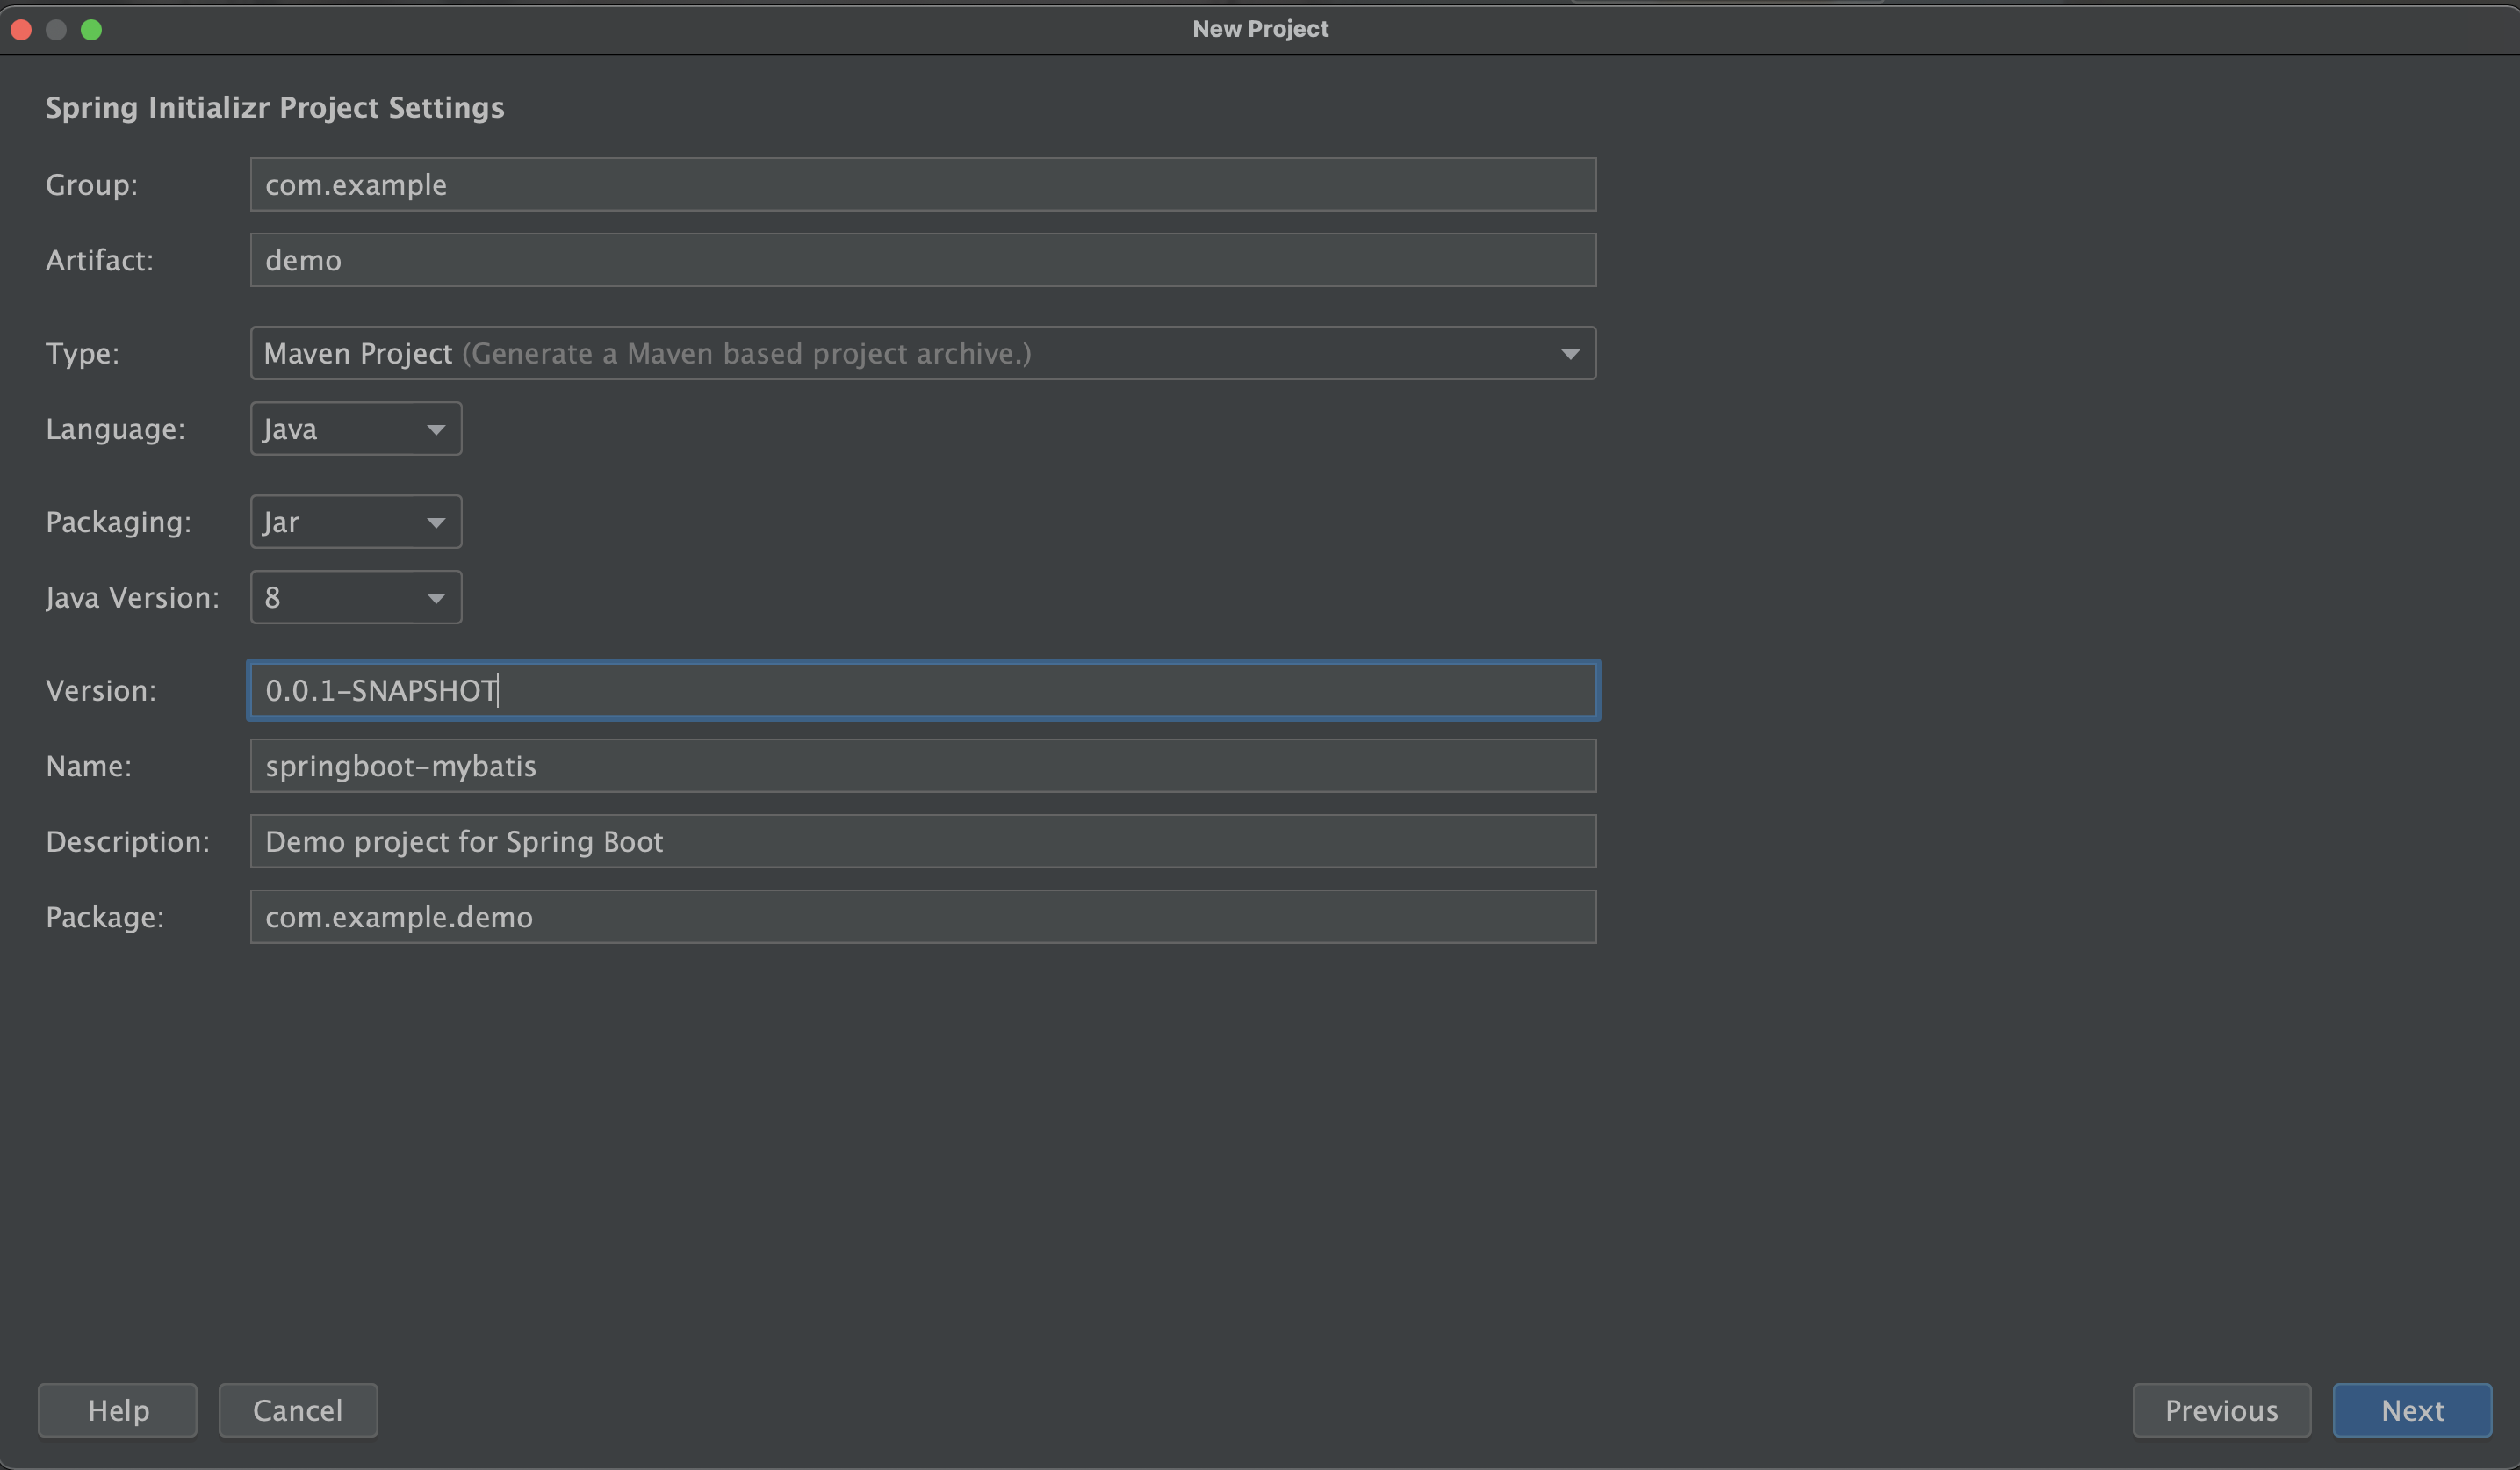 New Project
Spring Initializr Project Settings
Group: com.example
Artifact: demo
Type: Maven Project (Generate a Maven based project archive.)
Language: Java
Packaging: Jar
Java Version: 8
Version: 0.0.1-SNAPSHOT
Name: springboot-mybatis
Description: Demo project for Spring Boot
Package: com.example.demo
Help Cancel Previous Next